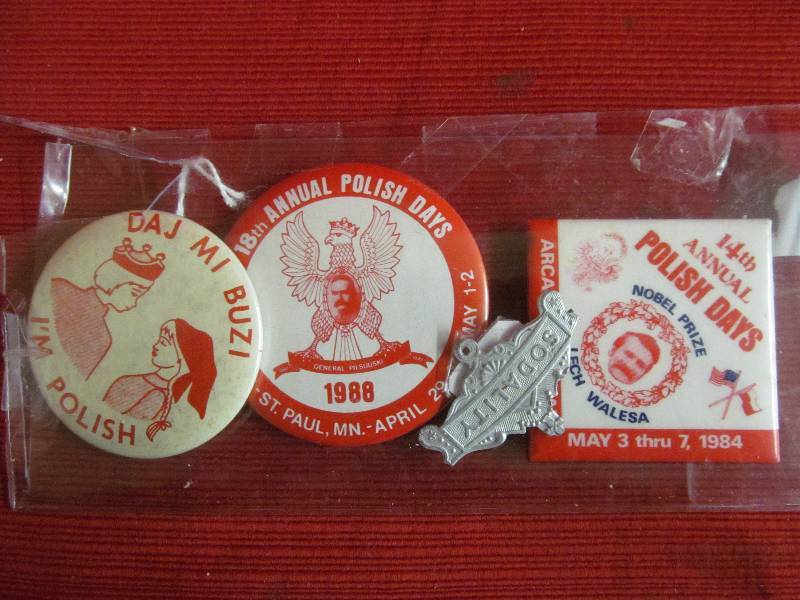 DAJ MI BUZI
I'M POLISH
18th ANNUAL POLISH DAYS
GENERAL PILSUDSKI
1988
ST. PAUL, MN.-APRIL 29 MAY 1-2
SODALITY
14th
ANNUAL
POLISH DAYS
ARCA
NOBEL PRIZE
LECH WALESA
MAY 3 thru 7, 1984